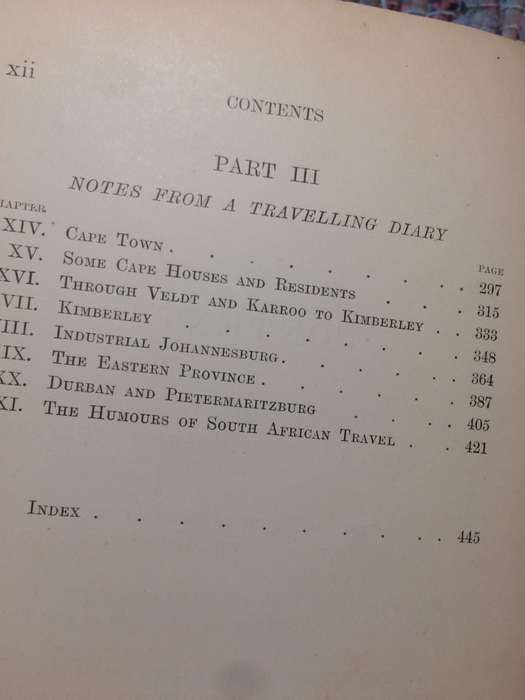 xii
CONTENTS
PART III
NOTES FROM A TRAVELLING DIARY
HAPTER PAGE
XIV. CAPE TOWN . . . . . . . . 297
XV. SOME CAPE HOUSES AND RESIDENTS . . . 315
XVI. THROUGH VELDT AND KARROO TO KIMBERLEY . . 333
VII. KIMBERLEY . . . . . . . . 348
VIII. INDUSTRIAL JOHANNESBURG . . . . . 364
IX. THE EASTERN PROVINCE . . . . . . 387
XX. DURBAN AND PIETERMARITZBURG . . . . 405
XI. THE HUMOURS OF SOUTH AFRICAN TRAVEL . . 421
INDEX . . . . . . . . . 445